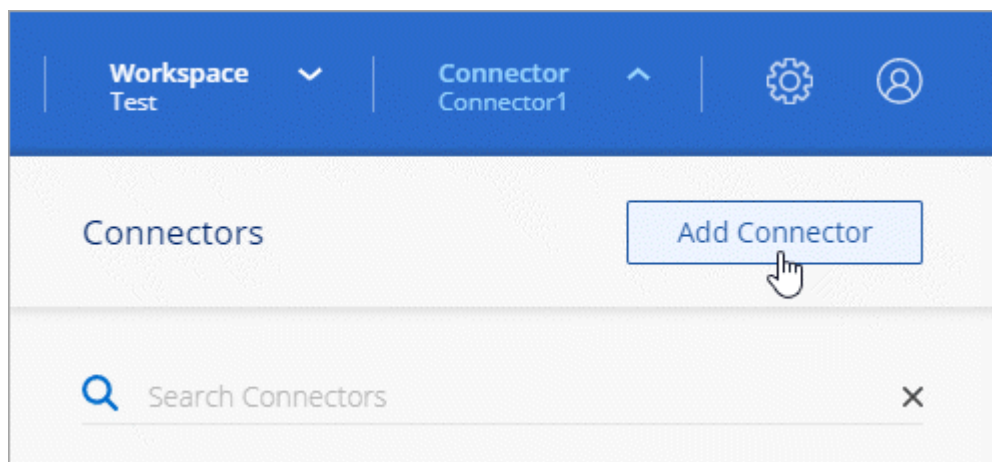 Workspace
Test
Connector
Connector1
Connectors
Add Connector
Search Connectors